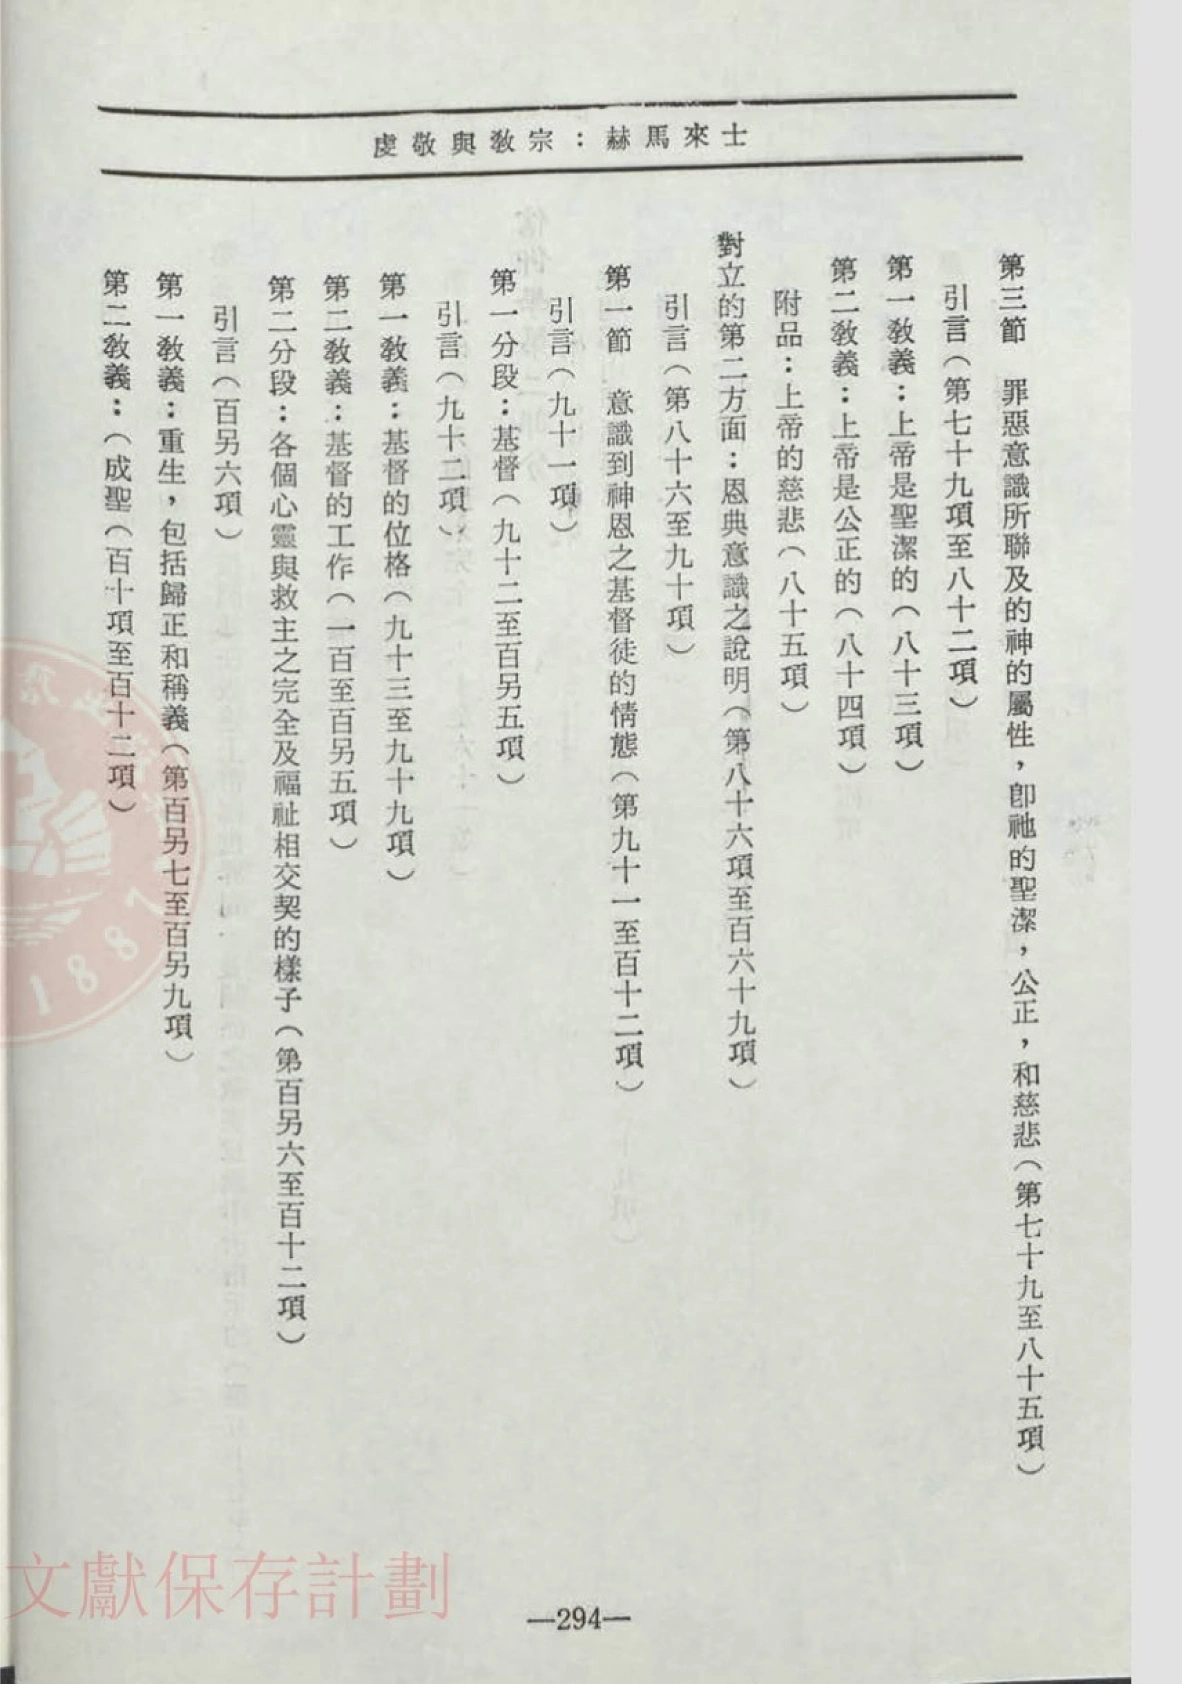 士來馬赫：宗教與敬虔
第三節　罪惡意識所聯及的神的屬性，卽祂的聖潔，公正，和慈悲（第七十九至八十五項）
引言（第七十九項至八十二項）
第一教義：上帝是聖潔的（八十三項）
第二教義：上帝是公正的（八十四項）
附品：上帝的慈悲（八十五項）
對立的第二方面：恩典意識之說明（第八十六項至百六十九項）
引言（第八十六至九十項）
第一節　意識到神恩之基督徒的情態（第九十一至百十二項）
引言（九十一項）
第一分段：基督（九十二至百另五項）
引言（九十二項）
第一教義：基督的位格（九十三至九十九項）
第二教義：基督的工作（一百至百另五項）
第二分段：各個心靈與救主之完全及福祉相交契的樣子（第百另六至百十二項）
引言（百另六項）
第一教義：重生，包括歸正和稱義（第百另七至百另九項）
第二教義：（成聖（百十項至百十二項）
—294—
1887
文獻保存計劃